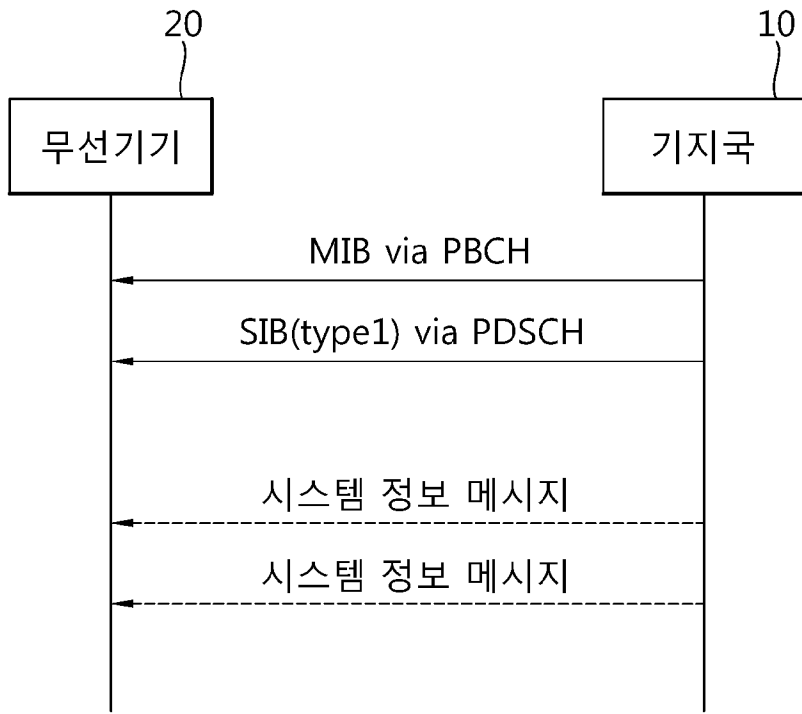 20
10
무선기기
기지국
MIB via PBCH
SIB(type1) via PDSCH
시스템 정보 메시지
시스템 정보 메시지